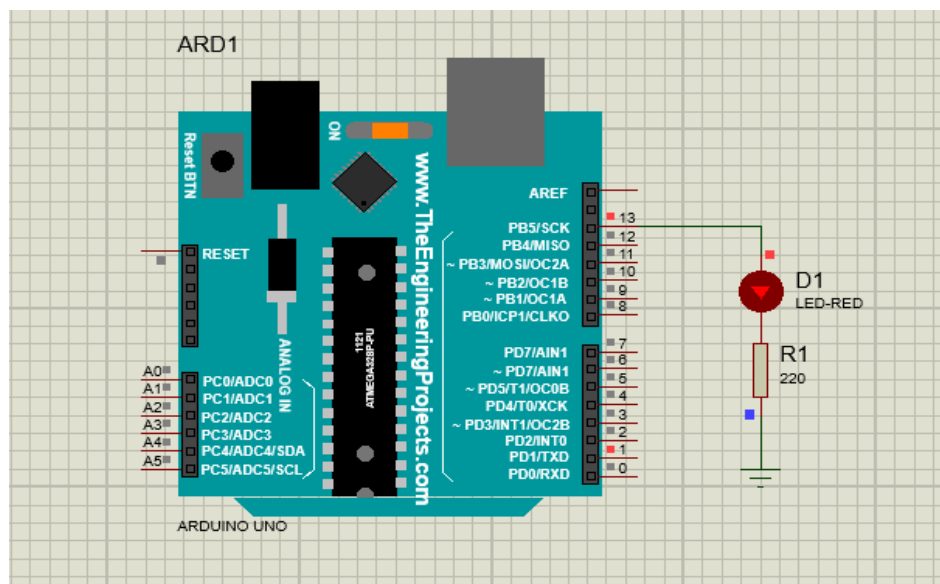 ARD1
Reset BTN
ON
www.TheEngineeringProjects.com
RESET
ANALOG IN
1121
ATMEGA328P-PU
A0
PC0/ADC0
A1
PC1/ADC1
A2
PC2/ADC2
A3
PC3/ADC3
A4
PC4/ADC4/SDA
A5
PC5/ADC5/SCL
AREF
PB5/SCK 13
PB4/MISO 12
~ PB3/MOSI/OC2A 11
~ PB2/OC1B 10
~ PB1/OC1A 9
PB0/ICP1/CLKO 8
PD7/AIN1 7
~ PD7/AIN1 6
~ PD5/T1/OC0B 5
PD4/T0/XCK 4
~ PD3/INT1/OC2B 3
PD2/INT0 2
PD1/TXD 1
PD0/RXD 0
D1
LED-RED
R1
220
ARDUINO UNO